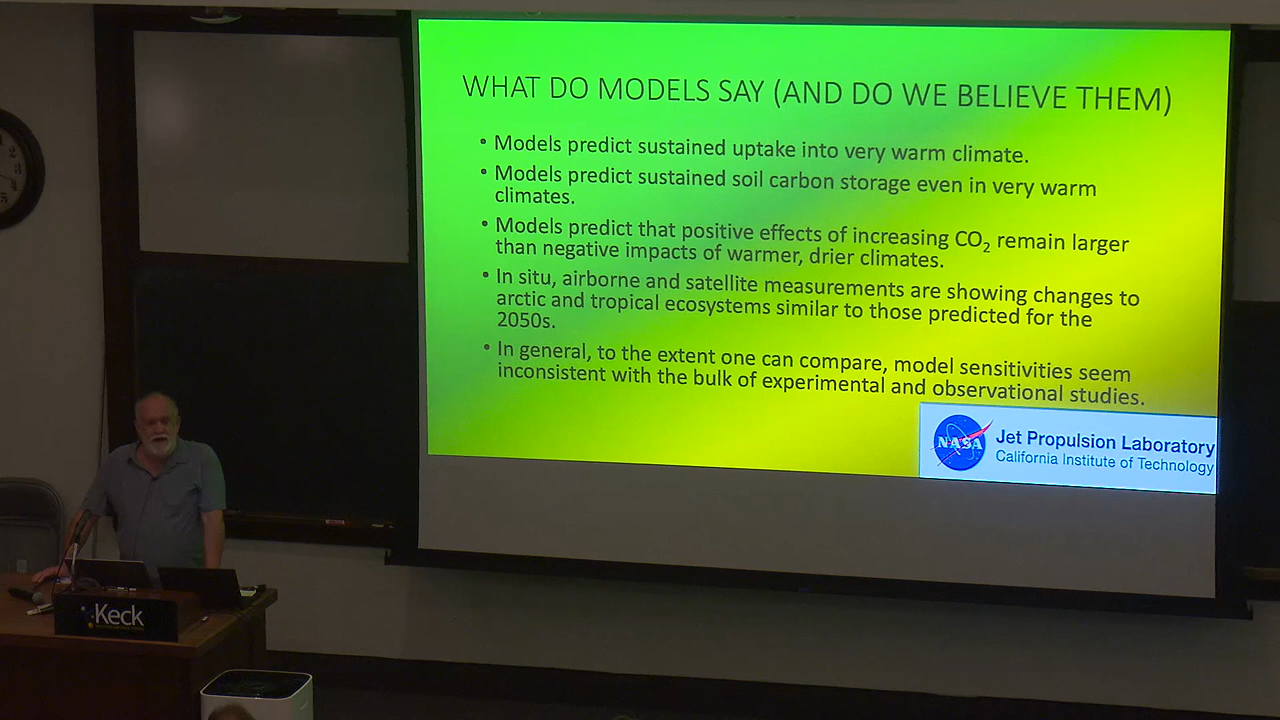 WHAT DO MODELS SAY (AND DO WE BELIEVE THEM)
• Models predict sustained uptake into very warm climate.
• Models predict sustained soil carbon storage even in very warm
climates.
• Models predict that positive effects of increasing CO₂ remain larger
than negative impacts of warmer, drier climates.
• In situ, airborne and satellite measurements are showing changes to
arctic and tropical ecosystems similar to those predicted for the
2050s.
• In general, to the extent one can compare, model sensitivities seem
inconsistent with the bulk of experimental and observational studies.
NASA
Jet Propulsion Laboratory
California Institute of Technology
Keck